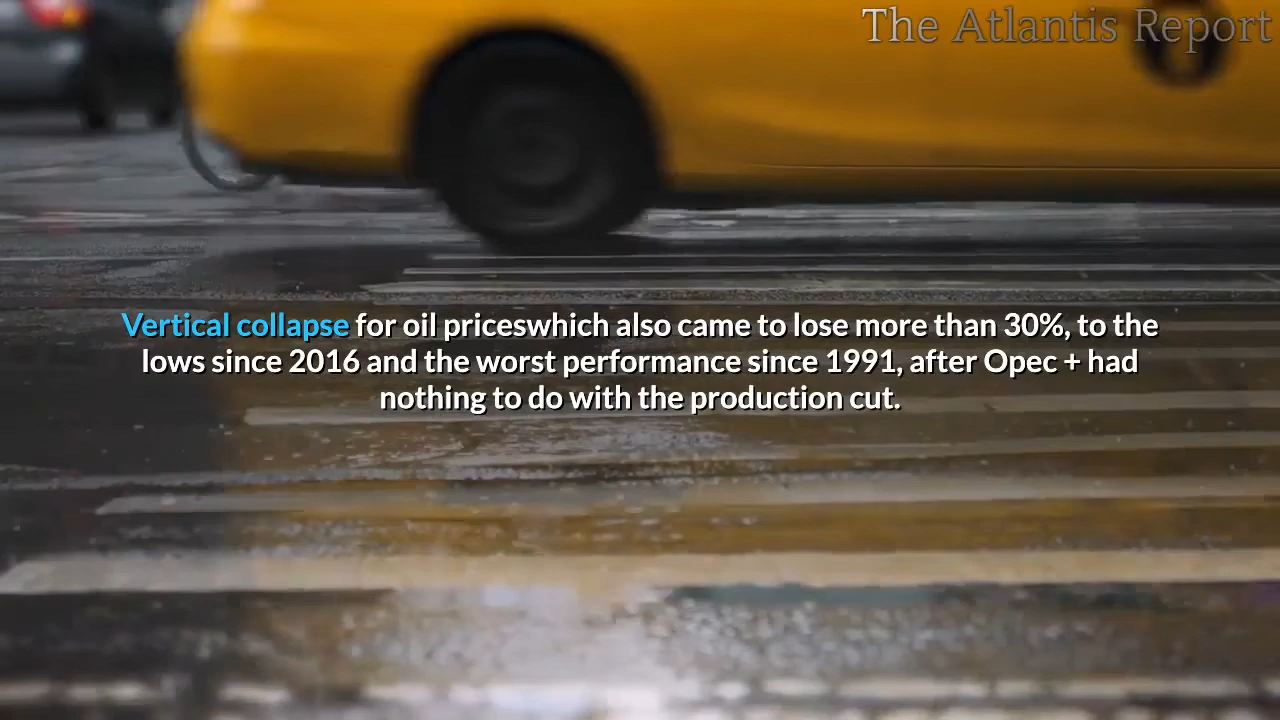 The Atlantis Report
Vertical collapse for oil priceswhich also came to lose more than 30%, to the
lows since 2016 and the worst performance since 1991, after Opec + had
nothing to do with the production cut.